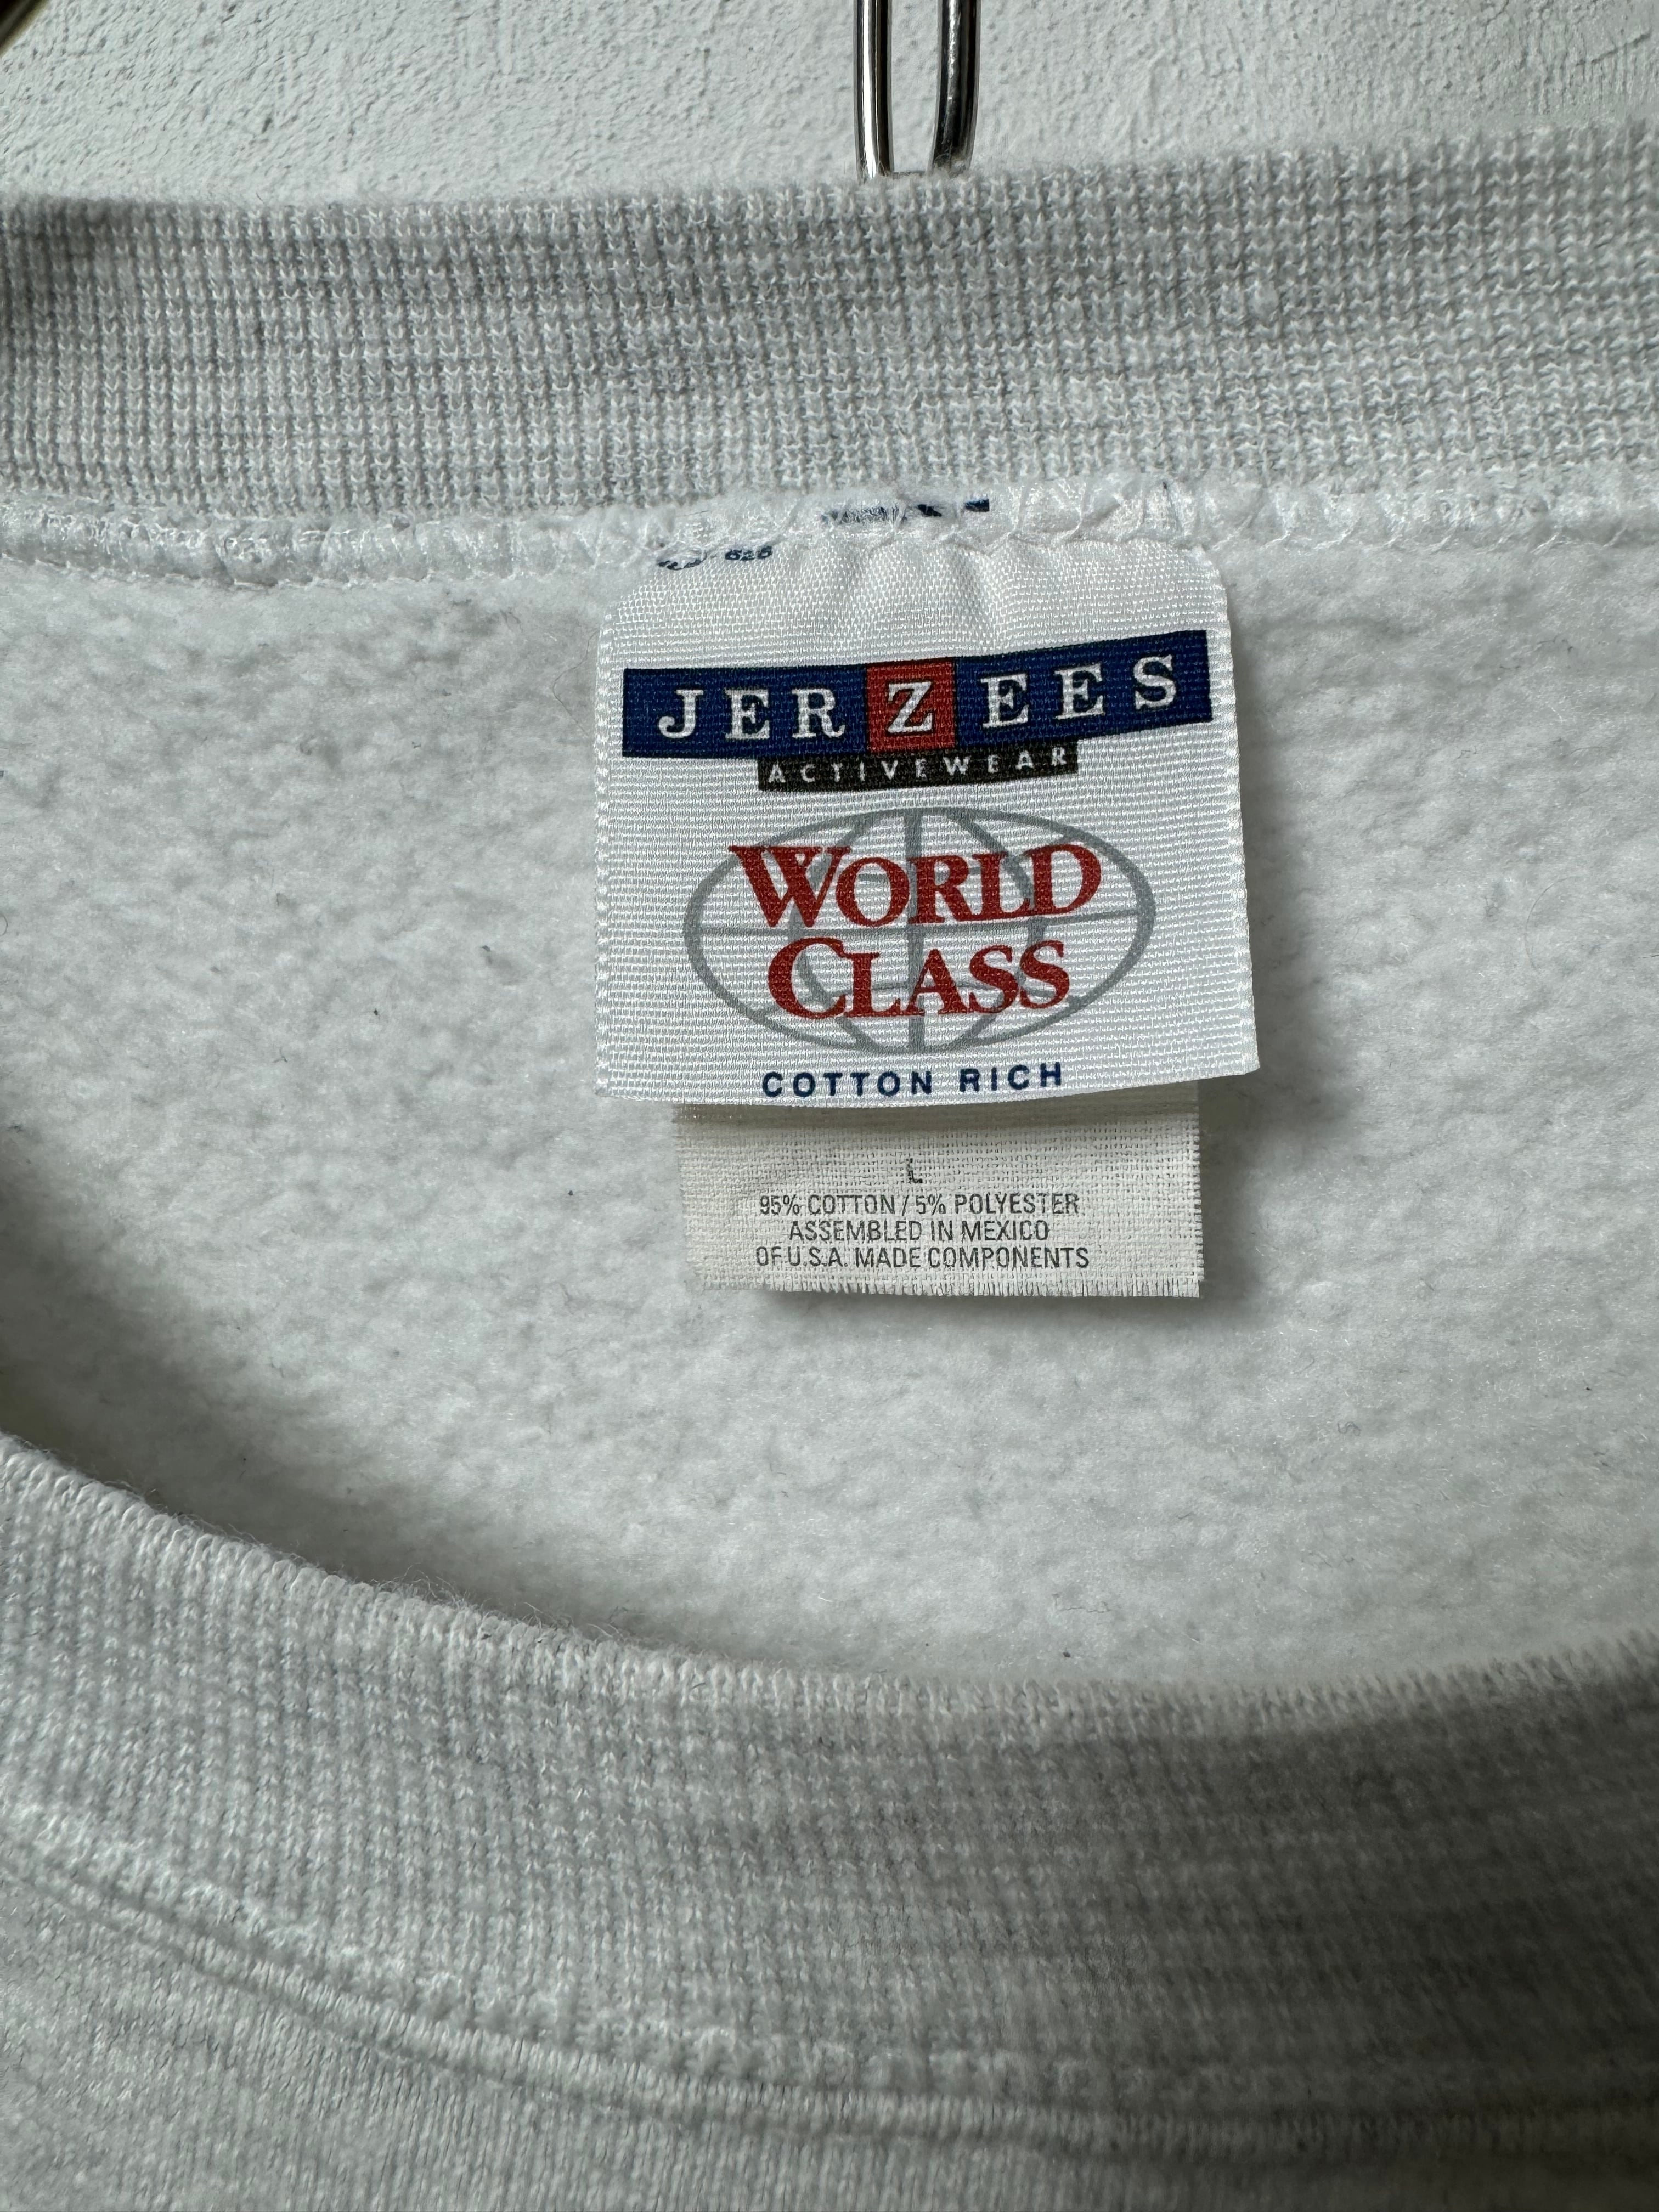 JERZEES
ACTIVEWEAR
WORLD
CLASS
COTTON RICH
L
95% COTTON / 5% POLYESTER
ASSEMBLED IN MEXICO
OF U.S.A. MADE COMPONENTS